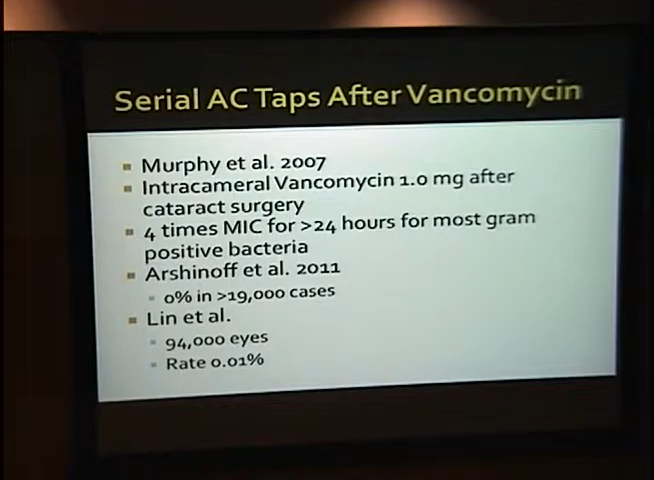 Serial AC Taps After Vancomycin
Murphy et al. 2007
Intracameral Vancomycin 1.0 mg after
cataract surgery
4 times MIC for >24 hours for most gram
positive bacteria
Arshinoff et al. 2011
0% in >19,000 cases
Lin et al.
94,000 eyes
Rate 0.01%